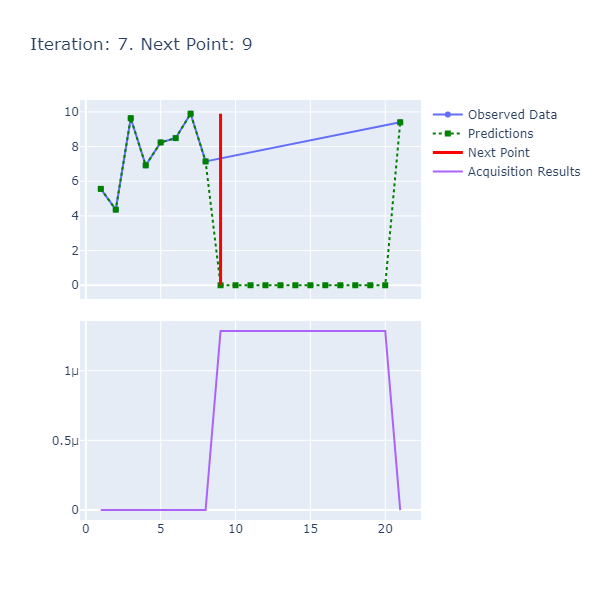 Iteration: 7. Next Point: 9
10
8
6
4
2
0
Observed Data
Predictions
Next Point
Acquisition Results
1μ
0.5μ
0
0
5
10
15
20